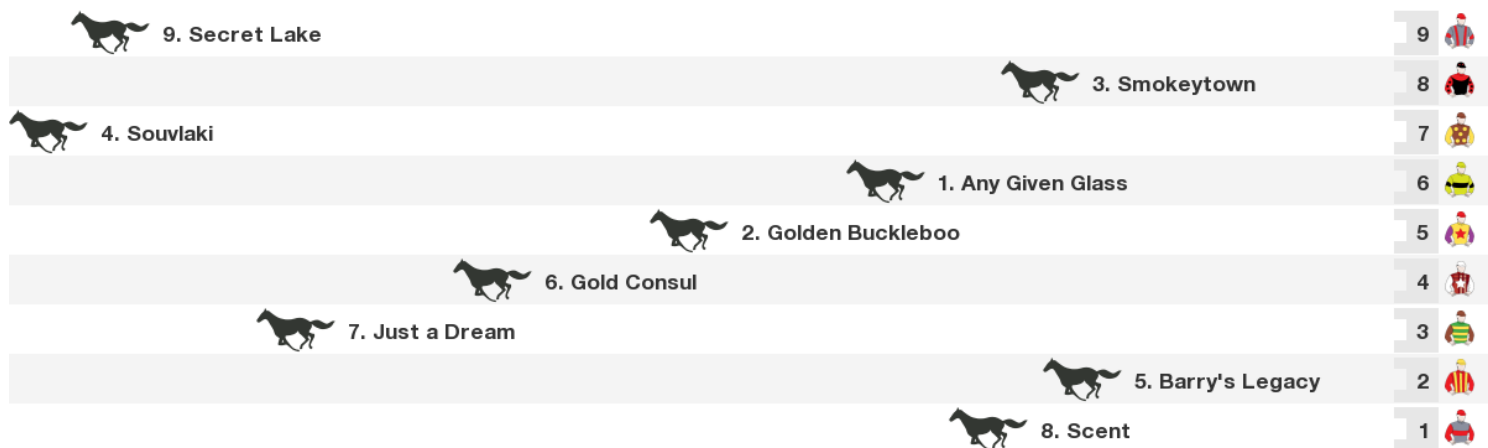 9. Secret Lake 9
3. Smokeytown 8
4. Souvlaki 7
1. Any Given Glass 6
2. Golden Buckleboo 5
6. Gold Consul 4
7. Just a Dream 3
5. Barry's Legacy 2
8. Scent 1